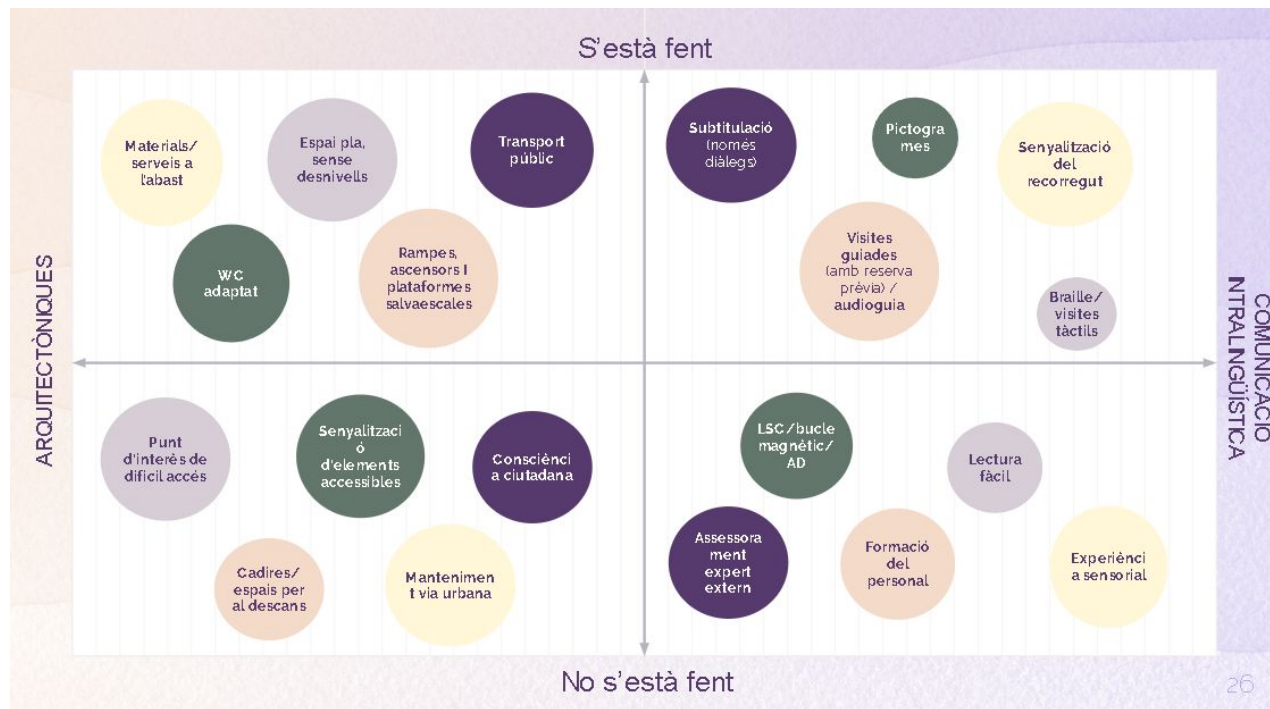 S'està fent
Materials/
serveis a
l'abast
Espai pla,
sense
desnivells
Transport
públic
WC
adaptat
Rampes,
ascensors I
plataformes
salvaescales
Subtitulació
(només
diàlegs)
Pictogra
mes
Senyalització
del
recorregut
Visites
guiades
(amb reserva
prèvia) /
audioguia
Braille/
visites
tàctils
ARQUITECTÒNIQUES
COMUNICACIÓ
INTRALINGÜÍSTICA
Punt
d'interès de
difícil accés
Senyalitzaci
ó
d'elements
accessibles
Consciènci
a ciutadana
Cadires/
espais per
al descans
Mantenimen
t via urbana
LSC/bucle
magnètic/
AD
Lectura
fàcil
Assessora
ment
expert
extern
Formació
del
personal
Experiènci
a sensorial
No s'està fent
26